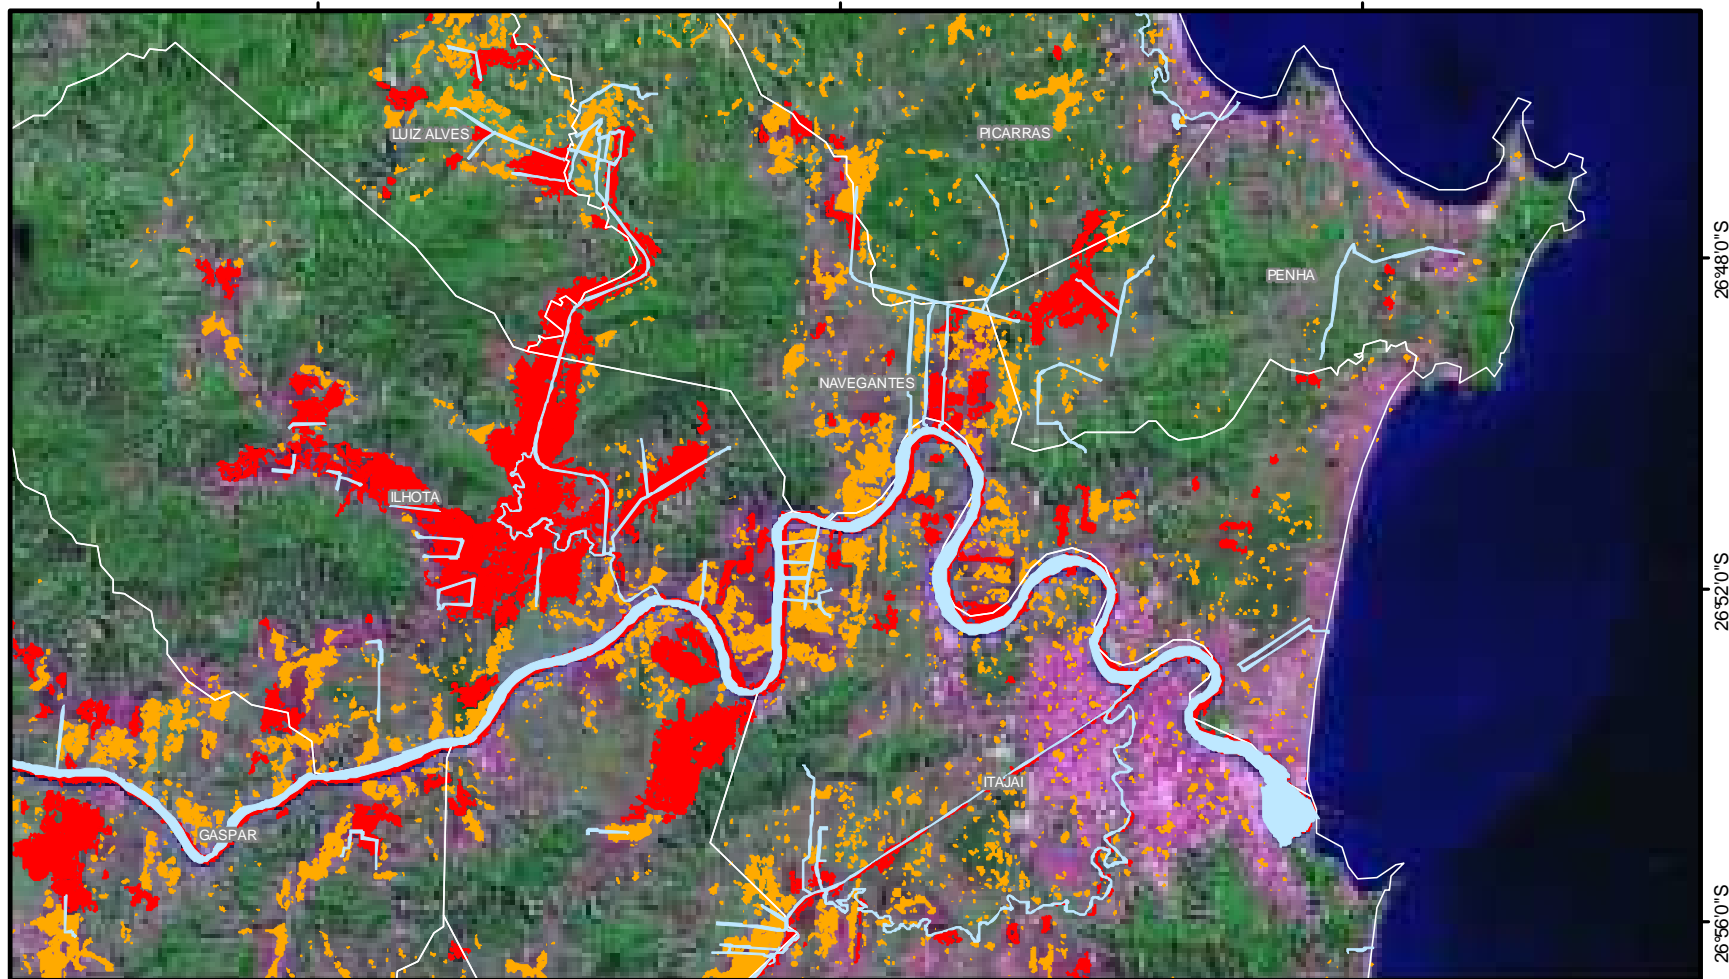 LUIZ ALVES
PICARRAS
PENHA
26°48'0"S
NAVEGANTES
ILHOTA
26°52'0"S
ITAJAI
GASPAR
26°56'0"S